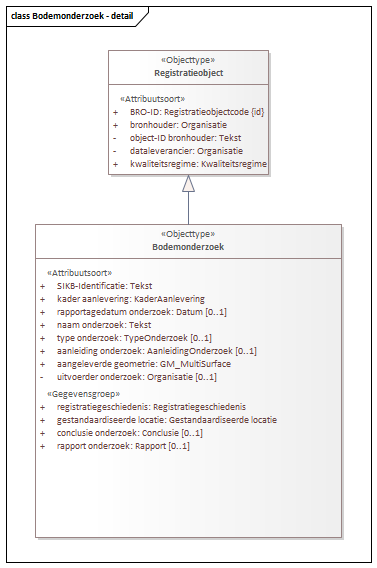 class Bodemonderzoek - detail
«Objecttype»
Registratieobject
«Attribuutsoort»
+ BRO-ID: Registratieobjectcode {id}
+ bronhouder: Organisatie
- object-ID bronhouder: Tekst
- dataleverancier: Organisatie
+ kwaliteitsregime: Kwaliteitsregime
«Objecttype»
Bodemonderzoek
«Attribuutsoort»
+ SIKB-Identificatie: Tekst
+ kader aanlevering: KaderAanlevering
+ rapportagedatum onderzoek: Datum [0..1]
+ naam onderzoek: Tekst
+ type onderzoek: TypeOnderzoek [0..1]
+ aanleiding onderzoek: AanleidingOnderzoek [0..1]
+ aangeleverde geometrie: GM_MultiSurface
- uitvoerder onderzoek: Organisatie [0..1]
«Gegevensgroep»
+ registratiegeschiedenis: Registratiegeschiedenis
+ gestandaardiseerde locatie: Gestandaardiseerde locatie
+ conclusie onderzoek: Conclusie [0..1]
+ rapport onderzoek: Rapport [0..1]